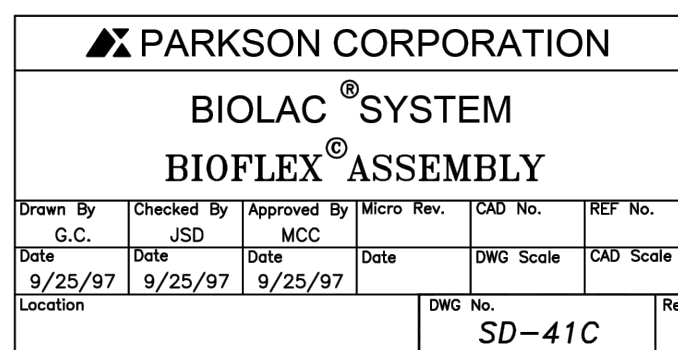 PARKSON CORPORATION
BIOLAC ® SYSTEM
BIOFLEX © ASSEMBLY
Drawn By Checked By Approved By Micro Rev. CAD No. REF No.
G.C. JSD MCC
Date Date Date Date DWG Scale CAD Scale
9/25/97 9/25/97 9/25/97
Location DWG No. Re
SD-41C